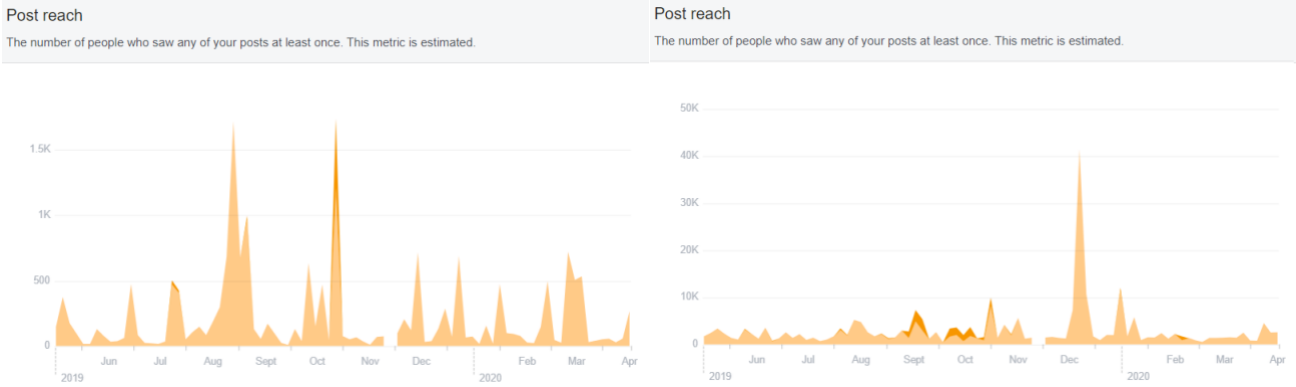 Post reach
The number of people who saw any of your posts at least once. This metric is estimated.
1.5K
1K
500
0
Jun Jul Aug Sept Oct Nov Dec Feb Mar Apr
2019 2020
Post reach
The number of people who saw any of your posts at least once. This metric is estimated.
50K
40K
30K
20K
10K
0
Jun Jul Aug Sept Oct Nov Dec Feb Mar Apr
2019 2020